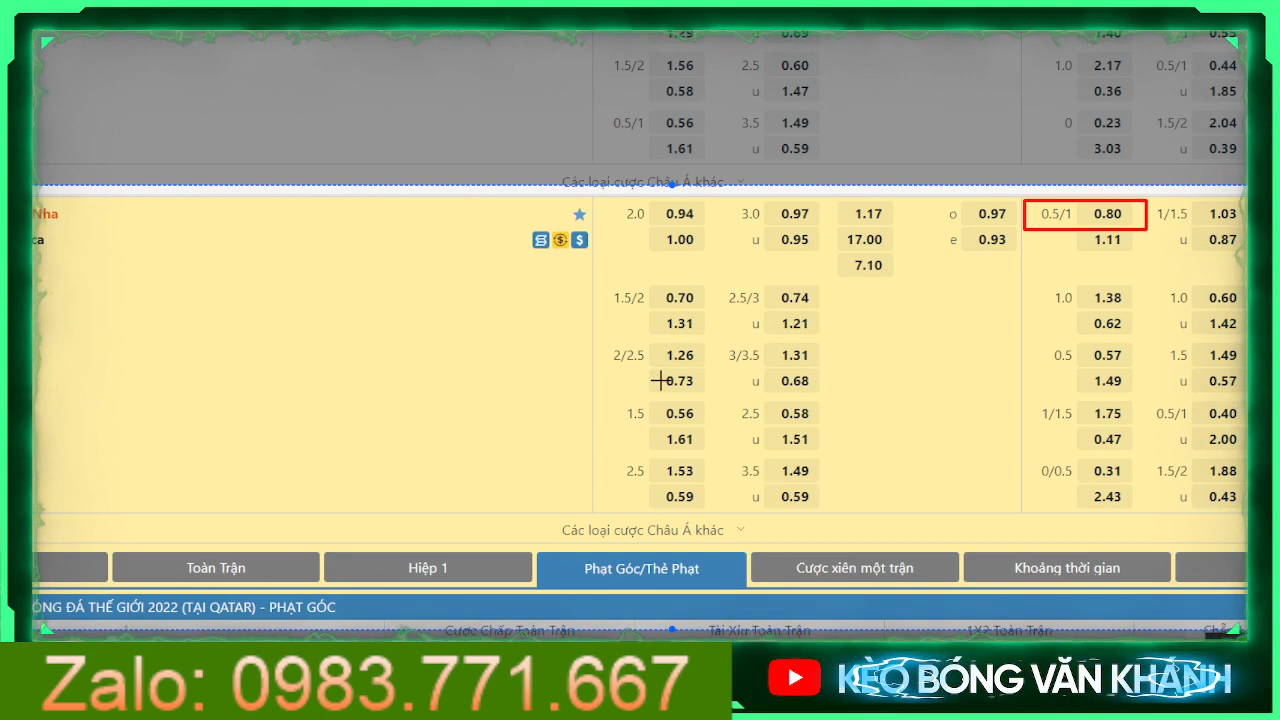 1.29 u 0.69 1.40 u 0.53
1.5/2 1.56 2.5 0.60 1.0 2.17 0.5/1 0.44
0.58 u 1.47 0.36 u 1.85
0.5/1 0.56 3.5 1.49 0 0.23 1.5/2 2.04
1.61 u 0.59 3.03 u 0.39
Các loại cược Châu Á khác
Nha 2.0 0.94 3.0 0.97 1.17 o 0.97 0.5/1 0.80 1/1.5 1.03
ca 1.00 u 0.95 17.00 e 0.93 1.11 u 0.87
7.10
1.5/2 0.70 2.5/3 0.74 1.0 1.38 1.0 0.60
1.31 u 1.21 0.62 u 1.42
2/2.5 1.26 3/3.5 1.31 0.5 0.57 1.5 1.49
0.73 u 0.68 1.49 u 0.57
1.5 0.56 2.5 0.58 1/1.5 1.75 0.5/1 0.40
1.61 u 1.51 0.47 u 2.00
2.5 1.53 3.5 1.49 0/0.5 0.31 1.5/2 1.88
0.59 u 0.59 2.43 u 0.43
Các loại cược Châu Á khác
Toàn Trận Hiệp 1 Phạt Góc/Thẻ Phạt Cược xiên một trận Khoảng thời gian
ÓNG ĐÁ THẾ GIỚI 2022 (TẠI QATAR) - PHẠT GÓC
Cược Chấp Toàn Trận Tài Xỉu Toàn Trận 1X2 Toàn Trận
Zalo: 0983.771.667 KÈO BÓNG VĂN KHÁNH